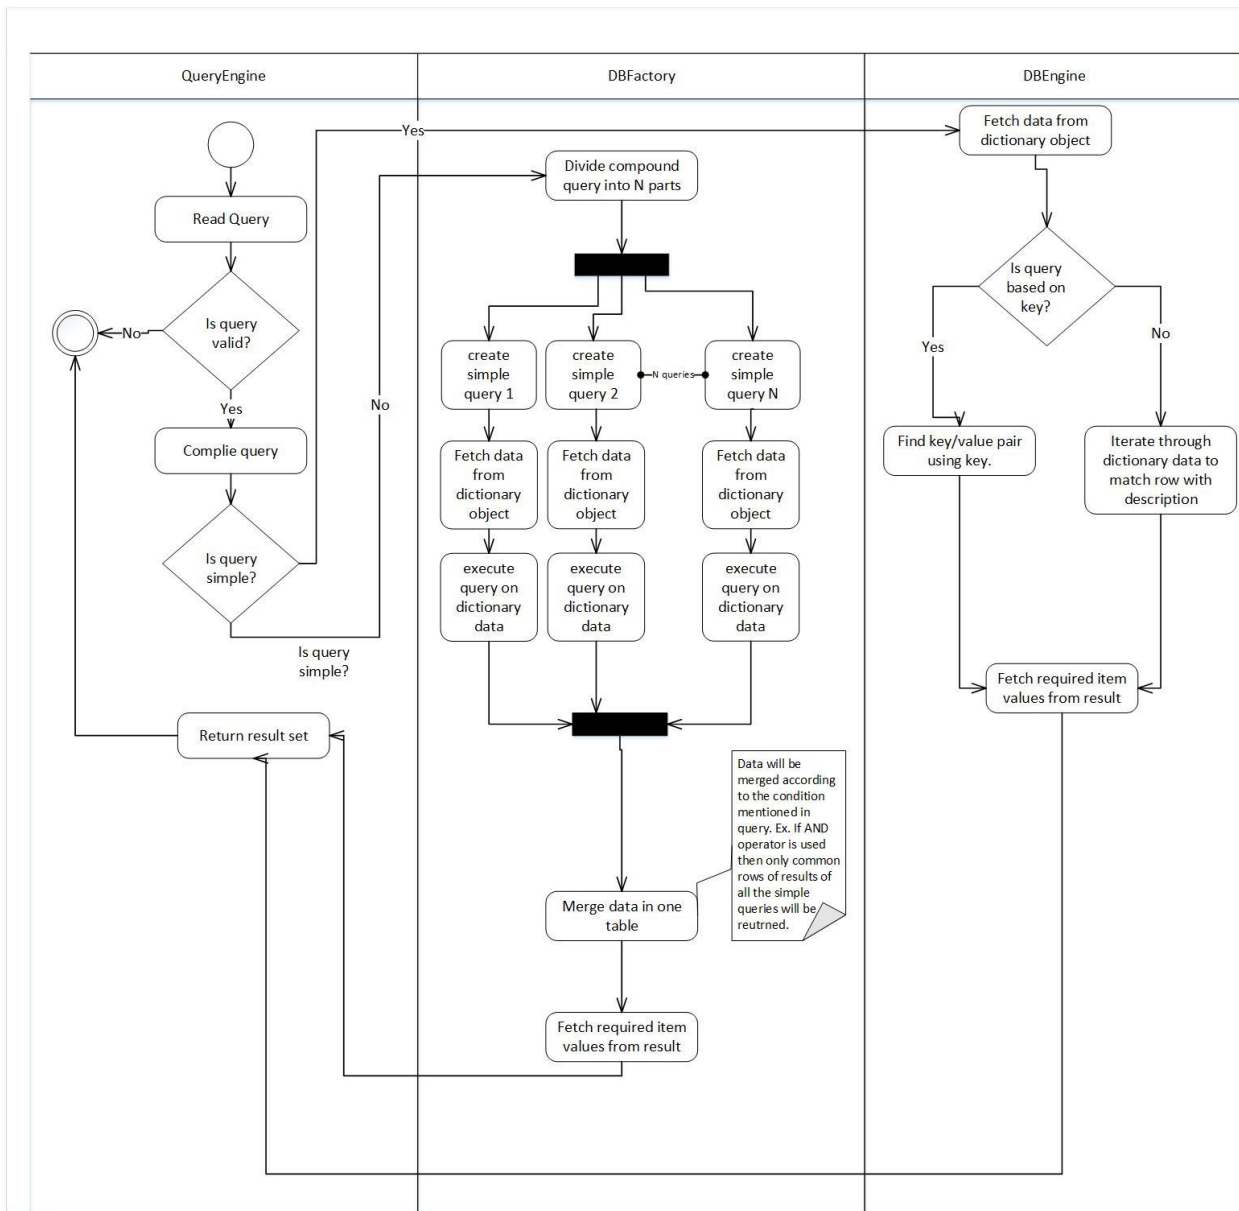 QueryEngine
DBFactory
DBEngine
Fetch data from
dictionary object
Yes
Divide compound
query into N parts
Read Query
Is query
based on
key?
Is query
valid?
No
Yes
No
Yes
create
simple
query 1
create
simple
query 2
N queries
create
simple
query N
No
Complie query
Find key/value pair
using key.
Iterate through
dictionary data to
match row with
description
Fetch data
from
dictionary
object
Fetch data
from
dictionary
object
Fetch data
from
dictionary
object
Is query
simple?
execute
query on
dictionary
data
execute
query on
dictionary
data
execute
query on
dictionary
data
Is query
simple?
Fetch required item
values from result
Return result set
Data will be
merged according
to the condition
mentioned in
query. Ex. If AND
operator is used
then only common
rows of results of
all the simple
queries will be
reutrned.
Merge data in one
table
Fetch required item
values from result